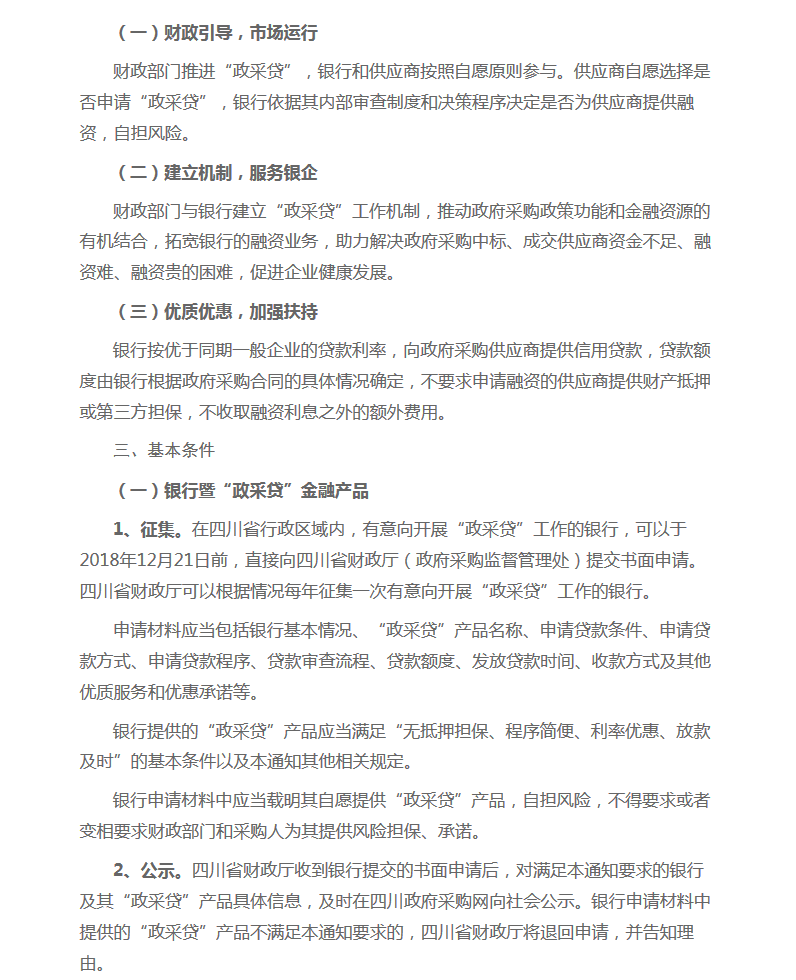 （一）财政引导，市场运行
财政部门推进“政采贷”，银行和供应商按照自愿原则参与。供应商自愿选择是
否申请“政采贷”，银行依据其内部审查制度和决策程序决定是否为供应商提供融
资，自担风险。
（二）建立机制，服务银企
财政部门与银行建立“政采贷”工作机制，推动政府采购政策功能和金融资源的
有机结合，拓宽银行的融资业务，助力解决政府采购中标、成交供应商资金不足、融
资难、融资贵的困难，促进企业健康发展。
（三）优质优惠，加强扶持
银行按优于同期一般企业的贷款利率，向政府采购供应商提供信用贷款，贷款额
度由银行根据政府采购合同的具体情况确定，不要求申请融资的供应商提供财产抵押
或第三方担保，不收取融资利息之外的额外费用。
三、基本条件
（一）银行暨“政采贷”金融产品
1、征集。在四川省行政区域内，有意向开展“政采贷”工作的银行，可以于
2018年12月21日前，直接向四川省财政厅（政府采购监督管理处）提交书面申请。
四川省财政厅可以根据情况每年征集一次有意向开展“政采贷”工作的银行。
申请材料应当包括银行基本情况、“政采贷”产品名称、申请贷款条件、申请贷
款方式、申请贷款程序、贷款审查流程、贷款额度、发放贷款时间、收款方式及其他
优质服务和优惠承诺等。
银行提供的“政采贷”产品应当满足“无抵押担保、程序简便、利率优惠、放款
及时”的基本条件以及本通知其他相关规定。
银行申请材料中应当载明其自愿提供“政采贷”产品，自担风险，不得要求或者
变相要求财政部门和采购人为其提供风险担保、承诺。
2、公示。四川省财政厅收到银行提交的书面申请后，对满足本通知要求的银行
及其“政采贷”产品具体信息，及时在四川政府采购网向社会公示。银行申请材料中
提供的“政采贷”产品不满足本通知要求的，四川省财政厅将退回申请，并告知理
由。